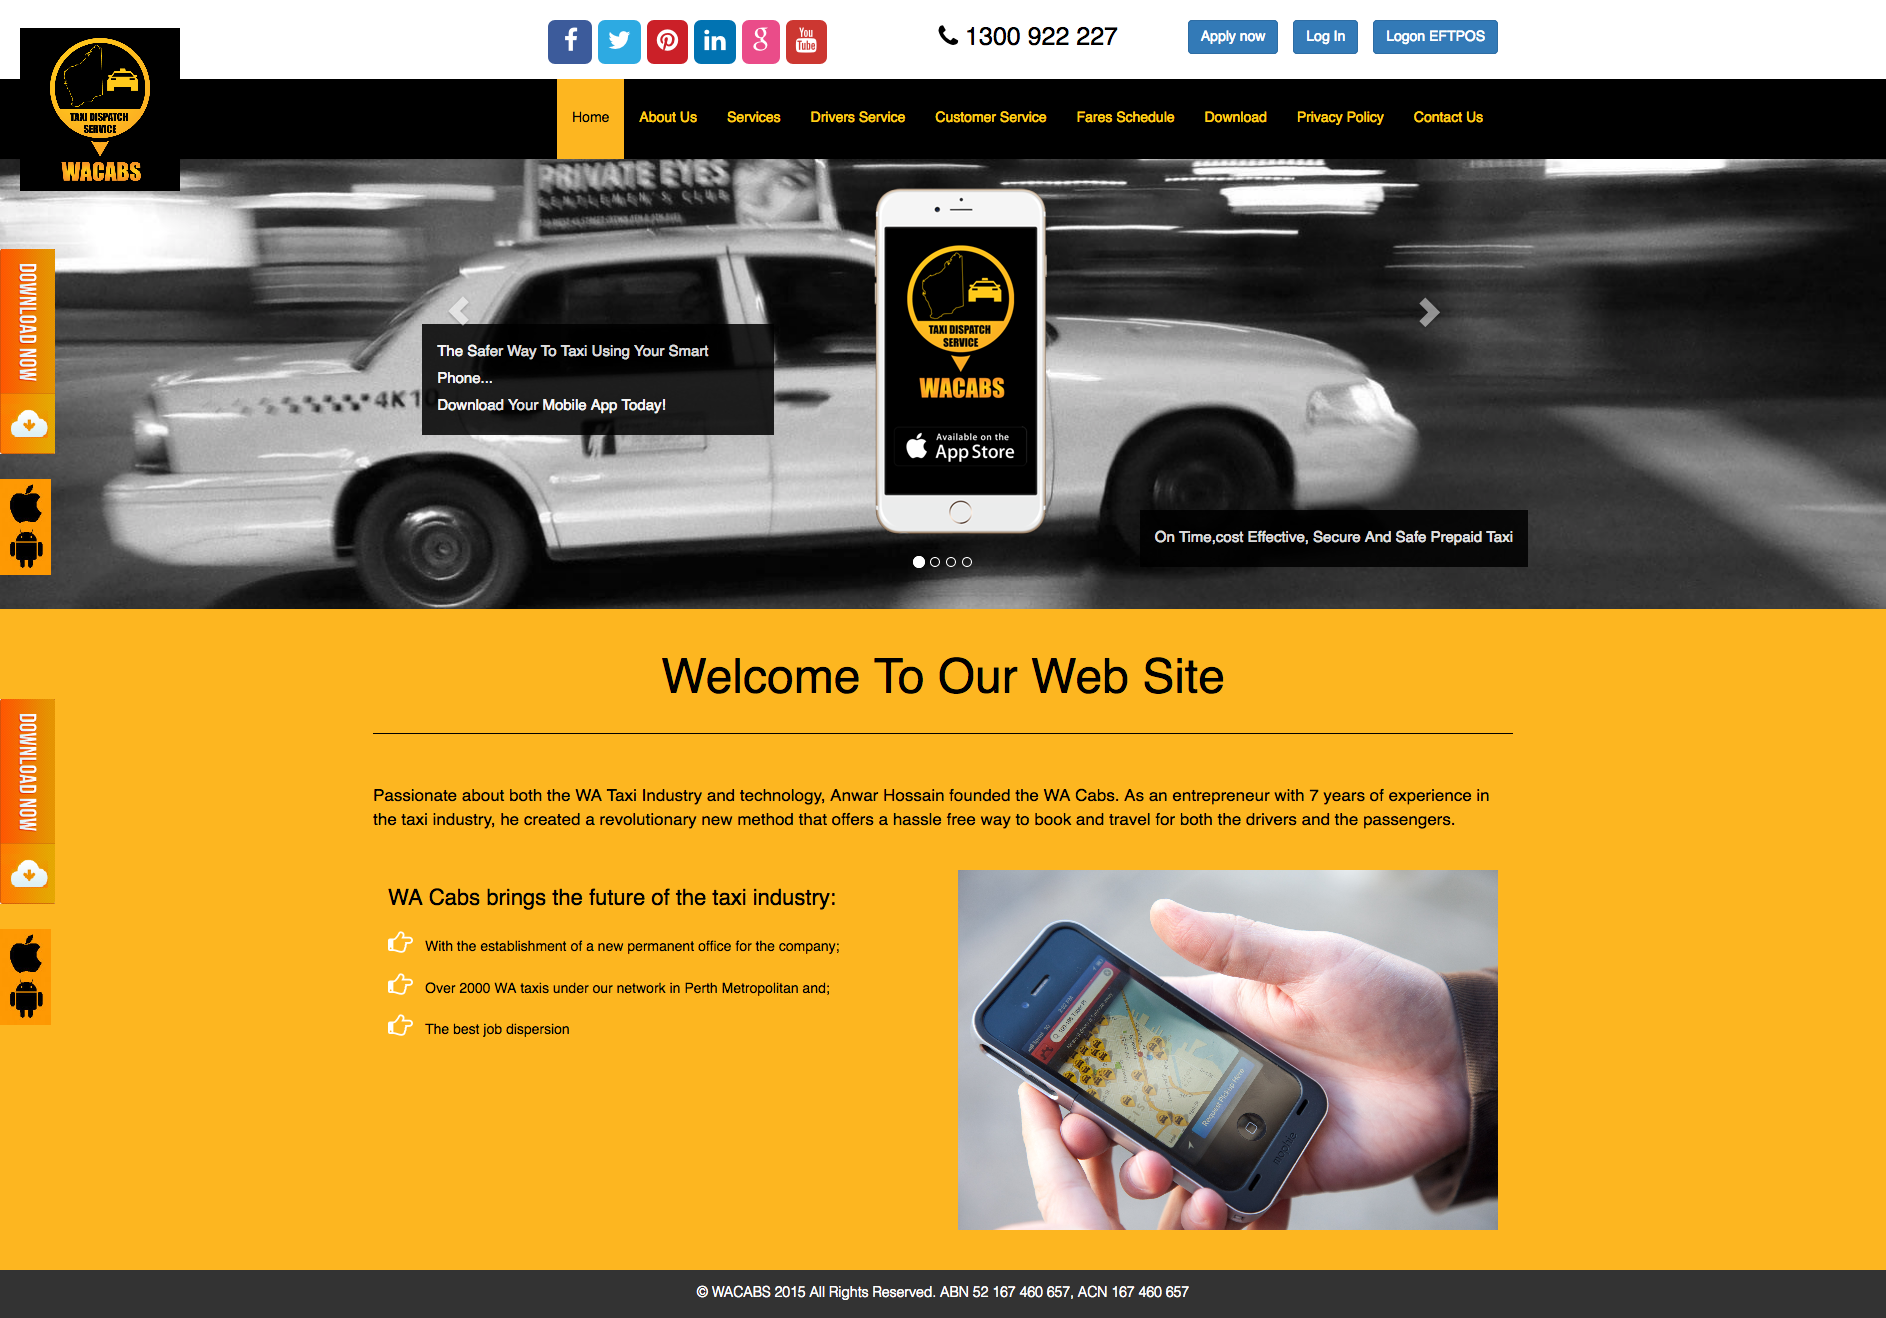 1300 922 227
Apply now
Log In
Logon EFTPOS
TAXI DISPATCH
SERVICE
WACABS
Home
About Us
Services
Drivers Service
Customer Service
Fares Schedule
Download
Privacy Policy
Contact Us
PRIVATE EYES
GENTLEMEN'S CLUB
DOWNLOAD NOW
TAXI DISPATCH
SERVICE
WACABS
Available on the
App Store
The Safer Way To Taxi Using Your Smart
Phone...
Download Your Mobile App Today!
4K10
On Time,cost Effective, Secure And Safe Prepaid Taxi
Welcome To Our Web Site
DOWNLOAD NOW
Passionate about both the WA Taxi Industry and technology, Anwar Hossain founded the WA Cabs. As an entrepreneur with 7 years of experience in
the taxi industry, he created a revolutionary new method that offers a hassle free way to book and travel for both the drivers and the passengers.
WA Cabs brings the future of the taxi industry:
With the establishment of a new permanent office for the company;
Over 2000 WA taxis under our network in Perth Metropolitan and;
The best job dispersion
Request Pickup Here
mophie
© WACABS 2015 All Rights Reserved. ABN 52 167 460 657, ACN 167 460 657